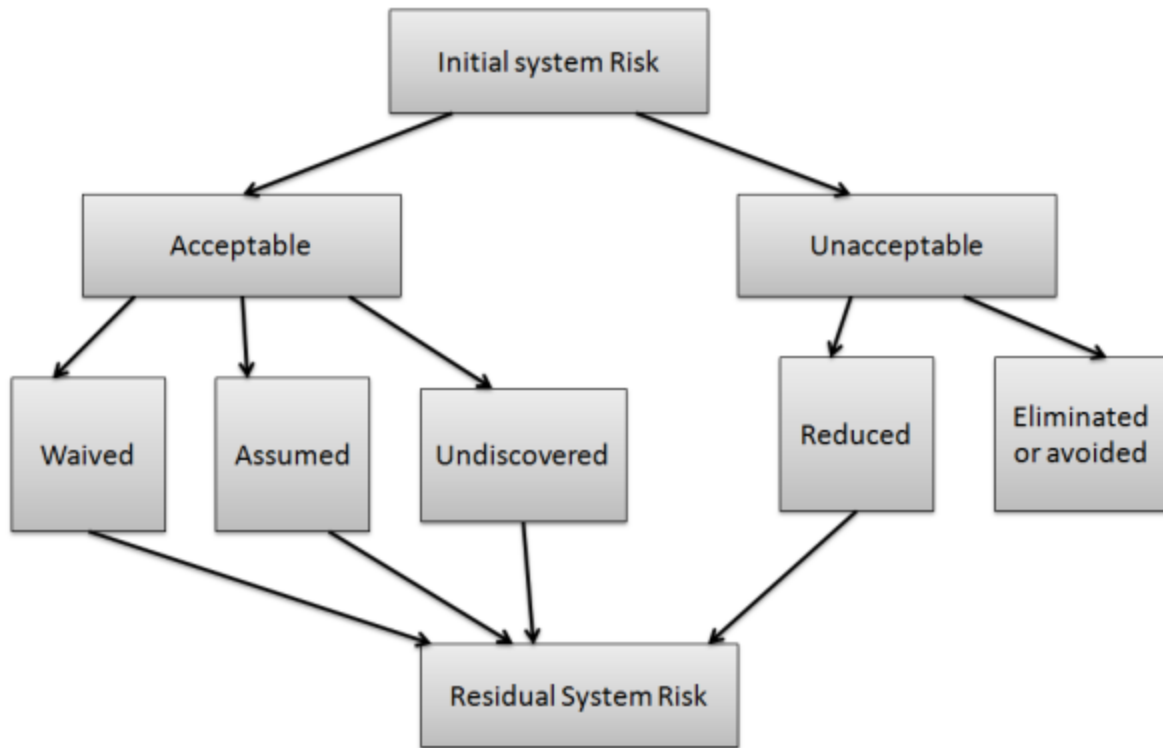 Initial system Risk
Acceptable
Unacceptable
Waived
Assumed
Undiscovered
Reduced
Eliminated
or avoided
Residual System Risk